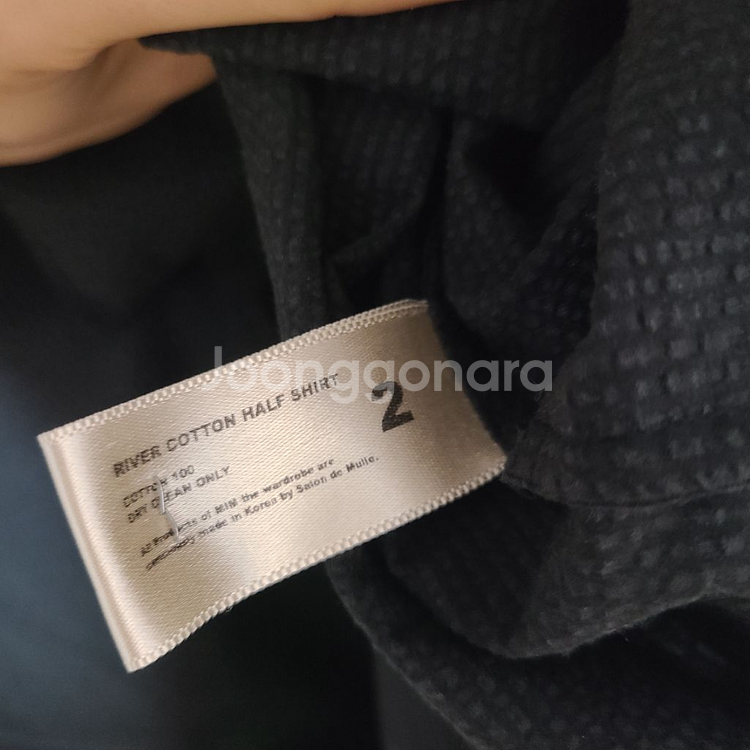 Joonggonara
RIVER COTTON HALF SHIRT
2
COTTON 100
DRY CLEAN ONLY
All Products of MIN the wardrobe are
made in Korea by Salon de Mulle.